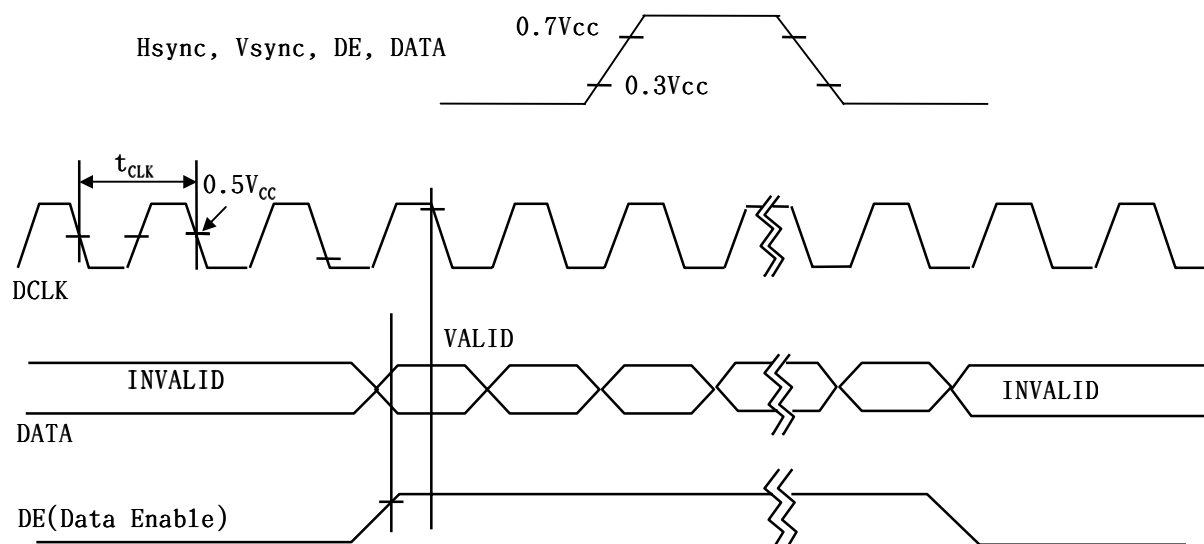 0.7Vcc
Hsync, Vsync, DE, DATA
0.3Vcc
tCLK
0.5VCC
DCLK
VALID
INVALID
INVALID
DATA
DE(Data Enable)